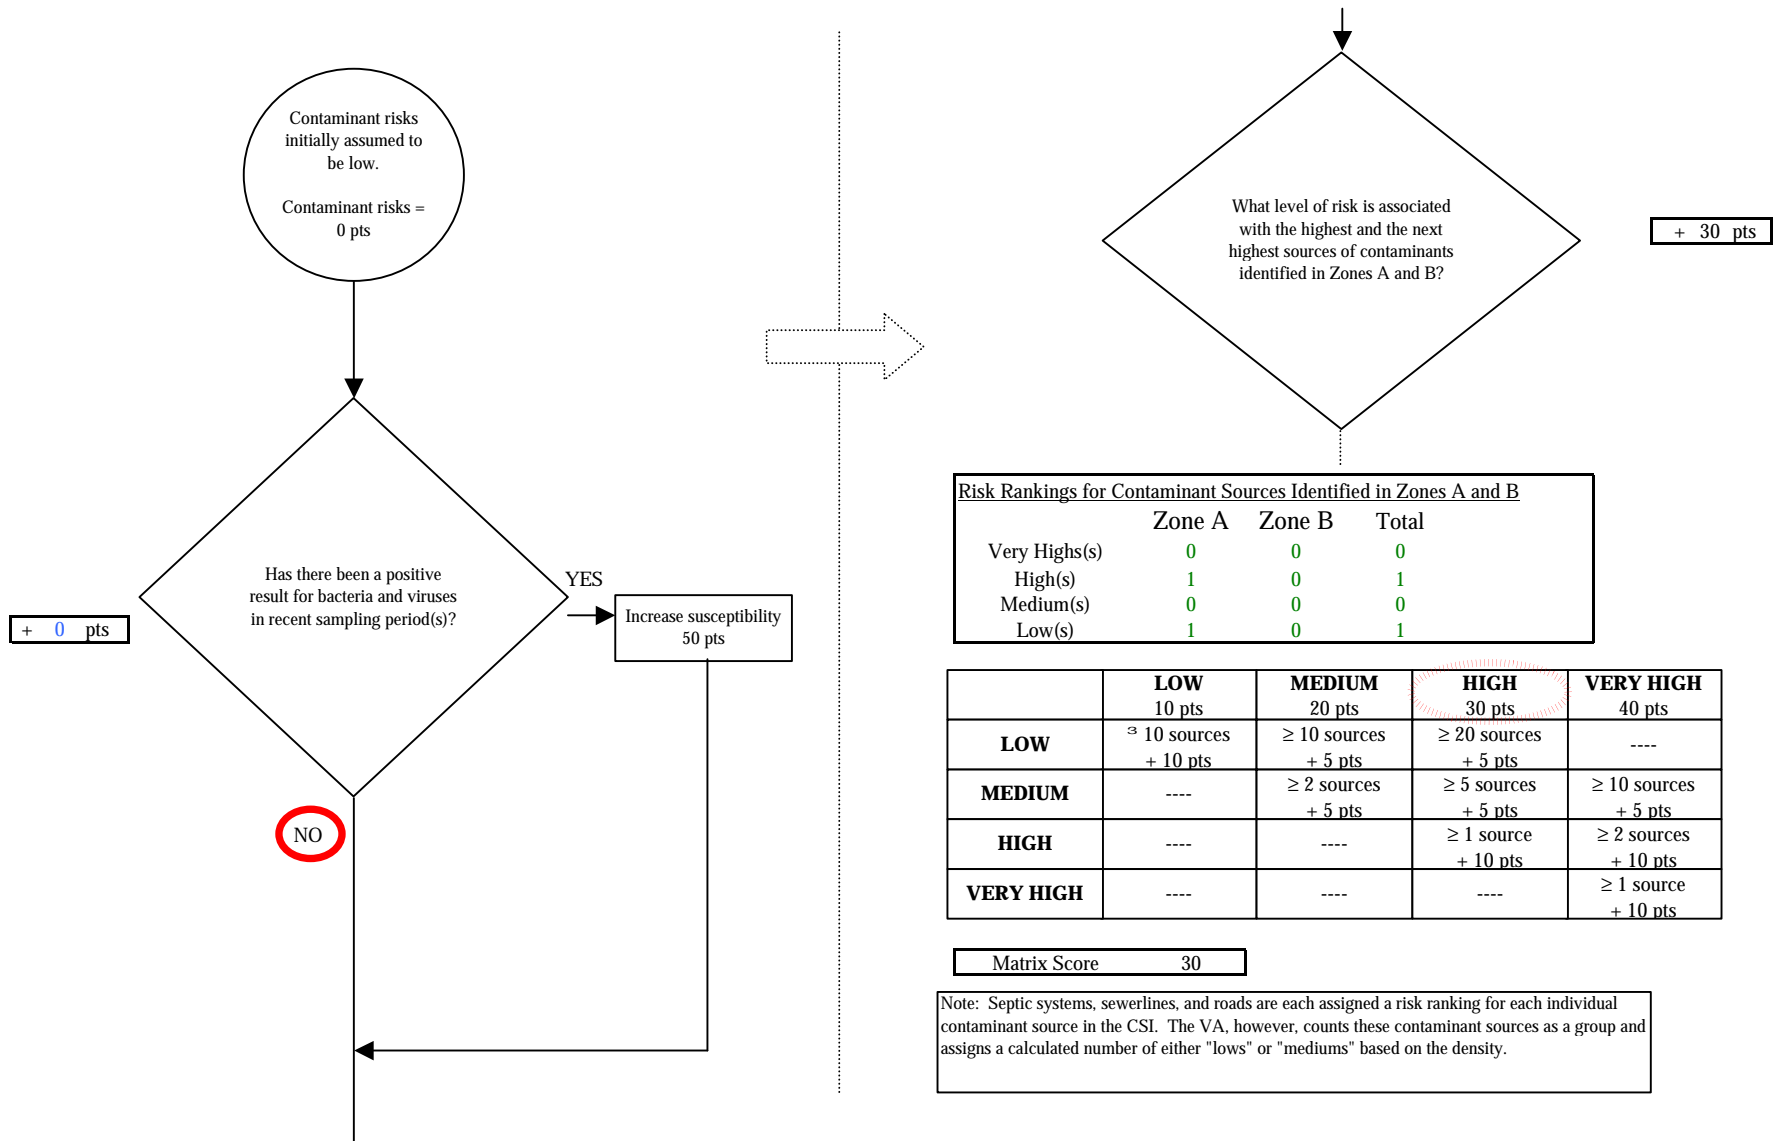 Contaminant risks
initially assumed to
be low.
Contaminant risks =
0 pts
Has there been a positive
result for bacteria and viruses
in recent sampling period(s)?
YES
Increase susceptibility
50 pts
+ 0 pts
NO
What level of risk is associated
with the highest and the next
highest sources of contaminants
identified in Zones A and B?
+ 30 pts
Risk Rankings for Contaminant Sources Identified in Zones A and B
Zone A Zone B Total
Very Highs(s) 0 0 0
High(s) 1 0 1
Medium(s) 0 0 0
Low(s) 1 0 1
LOW MEDIUM HIGH VERY HIGH
10 pts 20 pts 30 pts 40 pts
LOW ³ 10 sources ≥ 10 sources ≥ 20 sources ----
+ 10 pts + 5 pts + 5 pts
MEDIUM ---- ≥ 2 sources ≥ 5 sources ≥ 10 sources
+ 5 pts + 5 pts + 5 pts
HIGH ---- ---- ≥ 1 source ≥ 2 sources
+ 10 pts + 10 pts
VERY HIGH ---- ---- ---- ≥ 1 source
+ 10 pts
Matrix Score 30
Note: Septic systems, sewerlines, and roads are each assigned a risk ranking for each individual
contaminant source in the CSI. The VA, however, counts these contaminant sources as a group and
assigns a calculated number of either "lows" or "mediums" based on the density.